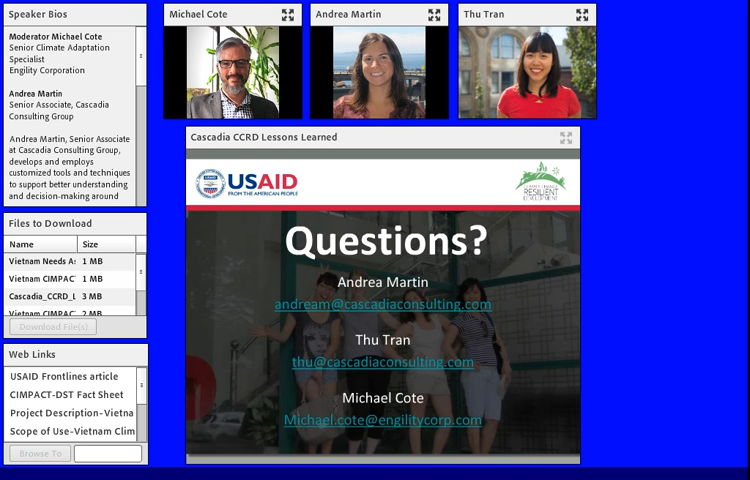 Speaker Bios
Moderator Michael Cote
Senior Climate Adaptation
Specialist
Engility Corporation
Andrea Martin
Senior Associate, Cascadia
Consulting Group
Andrea Martin, Senior Associate
at Cascadia Consulting Group,
develops and employs
customized tools and techniques
to support better understanding
and decision-making around
Files to Download
Name Size
Vietnam Needs A: 1 MB
Vietnam CIMPAC 1 MB
Cascadia_CCRD_L 3 MB
Vietnam CIMPAC 2 MB
Download File(s)
Web Links
USAID Frontlines article
CIMPACT-DST Fact Sheet
Project Description-Vietna
Scope of Use-Vietnam Clim
Browse To
Michael Cote
Andrea Martin
Thu Tran
Cascadia CCRD Lessons Learned
USAID
FROM THE AMERICAN PEOPLE
RESILIENT
DEVELOPMENT
Questions?
Andrea Martin
andream@cascadiaconsulting.com
Thu Tran
thu@cascadiaconsulting.com
Michael Cote
Michael.cote@engilitycorp.com